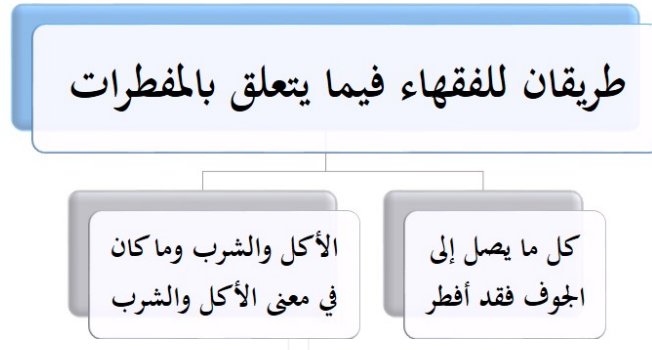 طريقان للفقهاء فيما يتعلق بالمفطرات
كل ما يصل إلى
الجوف فقد أفطر
الأكل والشرب وما كان
في معنى الأكل والشرب